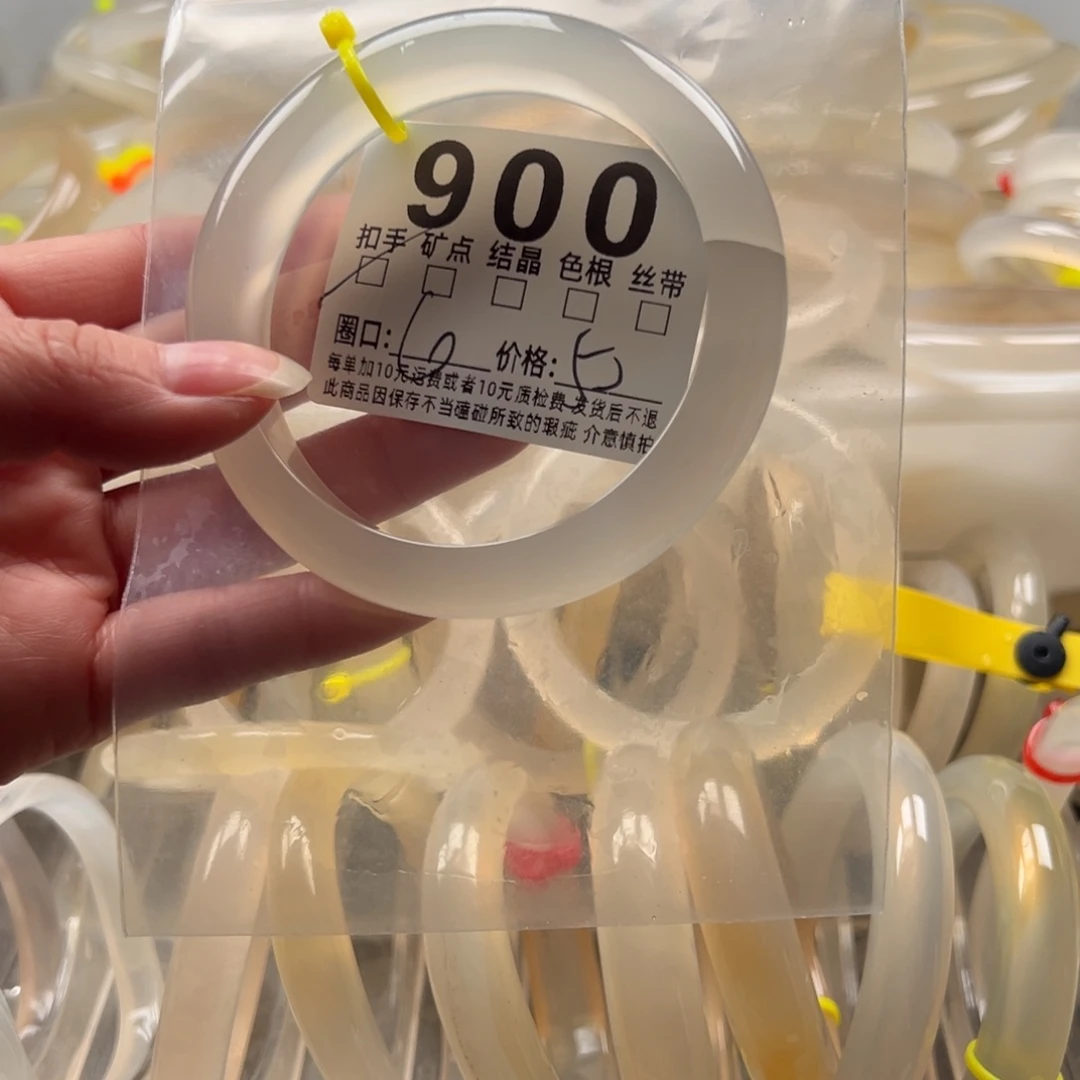 900
扣手 矿点 结晶 色根 丝带
圈口: 价格:
每单加10元运费或者10元质检费 发货后不退
此商品因保存不当磕碰所致的瑕疵 介意慎拍